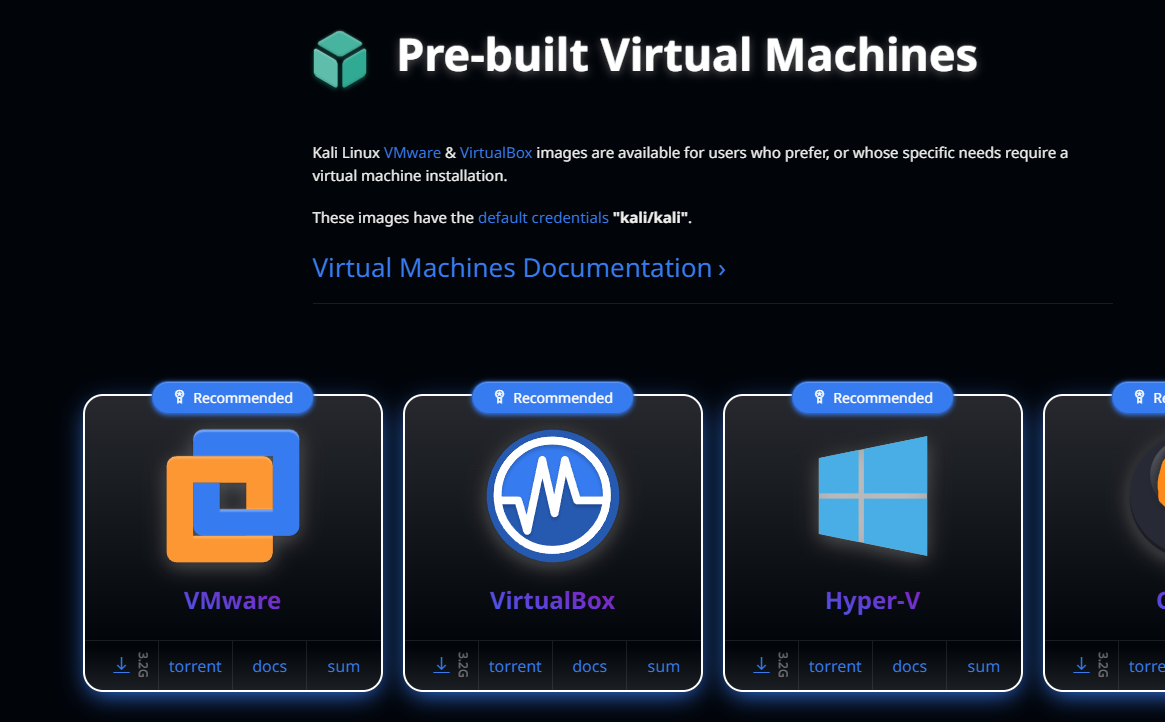 Pre-built Virtual Machines
Kali Linux VMware & VirtualBox images are available for users who prefer, or whose specific needs require a
virtual machine installation.
These images have the default credentials "kali/kali".
Virtual Machines Documentation ›
Recommended
Recommended
Recommended
VMware
VirtualBox
Hyper-V
3.2G torrent docs sum
3.2G torrent docs sum
3.2G torrent docs sum
3.2G